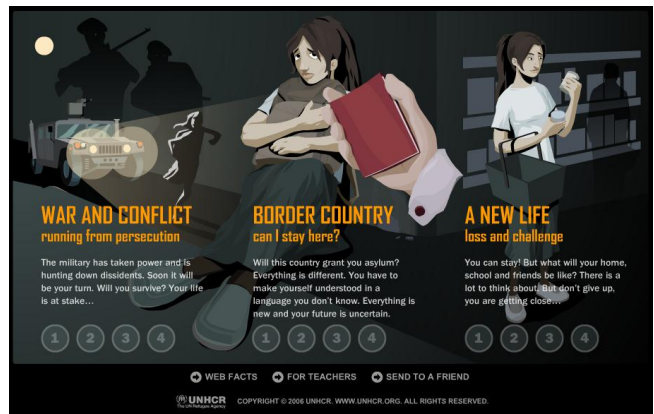 WAR AND CONFLICT
running from persecution
The military has taken power and is
hunting down dissidents. Soon it will
be your turn. Will you survive? Your life
is at stake...
1 2 3 4
BORDER COUNTRY
can I stay here?
Will this country grant you asylum?
Everything is different. You have to
make yourself understood in a
language you don't know. Everything is
new and your future is uncertain.
1 2 3 4
A NEW LIFE
loss and challenge
You can stay! But what will your home,
school and friends be like? There is a
lot to think about. But don't give up,
you are getting close...
1 2 3 4
WEB FACTS FOR TEACHERS SEND TO A FRIEND
UNHCR
The UN Refugee Agency
COPYRIGHT © 2006 UNHCR. WWW.UNHCR.ORG. ALL RIGHTS RESERVED.